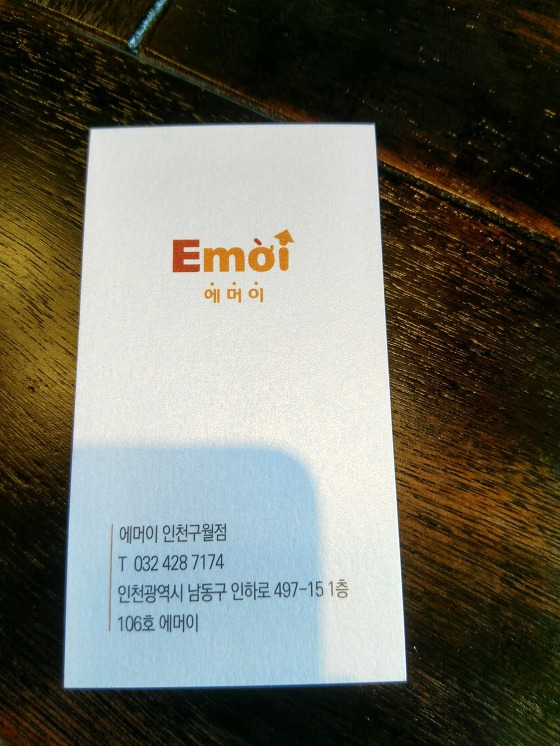 Emời
에머이
에머이 인천구월점
T 032 428 7174
인천광역시 남동구 인하로 497-15 1층
106호 에머이